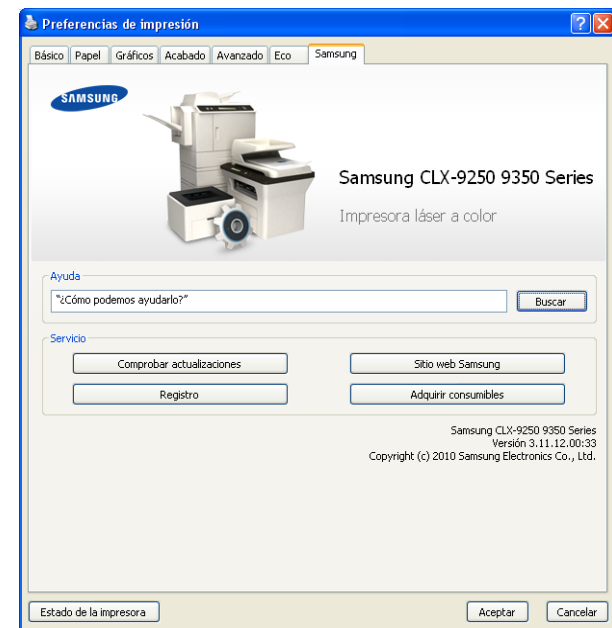 Preferencias de impresión
Básico Papel Gráficos Acabado Avanzado Eco Samsung
SAMSUNG
Samsung CLX-9250 9350 Series
Impresora láser a color
Ayuda
"¿Cómo podemos ayudarlo?" Buscar
Servicio
Comprobar actualizaciones Sitio web Samsung
Registro Adquirir consumibles
Samsung CLX-9250 9350 Series
Versión 3.11.12.00:33
Copyright (c) 2010 Samsung Electronics Co., Ltd.
Estado de la impresora Aceptar Cancelar